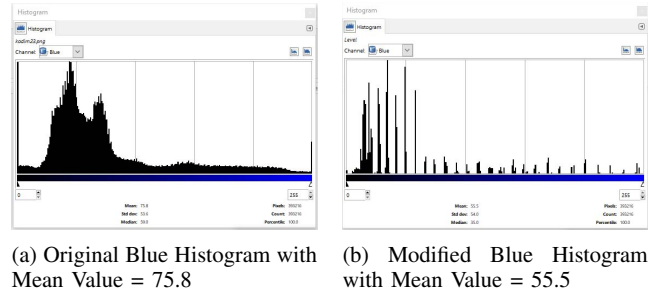 Histogram
Histogram
kodim23.png
Channel: Blue
0
255
Mean: 75.8
Pixels: 393216
Std dev: 53.6
Count: 393216
Median: 59.0
Percentile: 100.0
(a) Original Blue Histogram with
Mean Value = 75.8
Histogram
Histogram
Level
Channel: Blue
0
255
Mean: 55.5
Pixels: 393216
Std dev: 54.0
Count: 393216
Percentile: 100.0
(b) Modified Blue Histogram
with Mean Value = 55.5